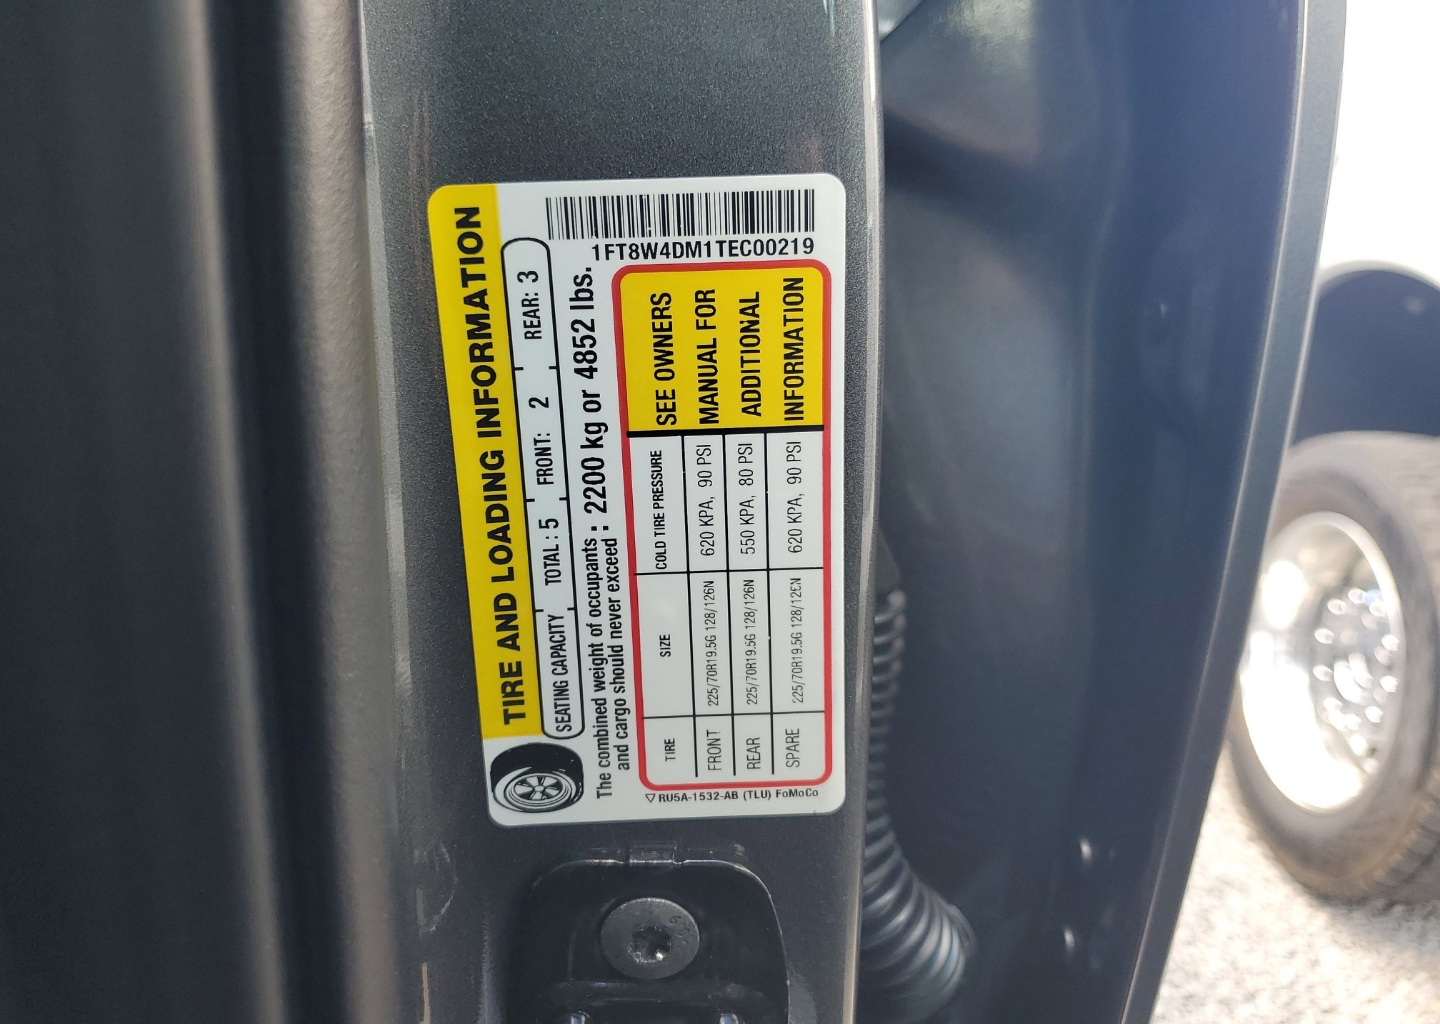 TIRE AND LOADING INFORMATION
SEATING CAPACITY TOTAL : 5 FRONT: 2 REAR: 3
The combined weight of occupants and cargo should never exceed : 2200 kg or 4852 lbs.
1FT8W4DM1TEC00219
TIRE SIZE COLD TIRE PRESSURE
FRONT 225/70R19.5G 128/126N 620 KPA, 90 PSI
REAR 225/70R19.5G 128/126N 550 KPA, 80 PSI
SPARE 225/70R19.5G 128/126N 620 KPA, 90 PSI
SEE OWNERS
MANUAL FOR
ADDITIONAL
INFORMATION
RU5A-1532-AB (TLU) FoMoCo